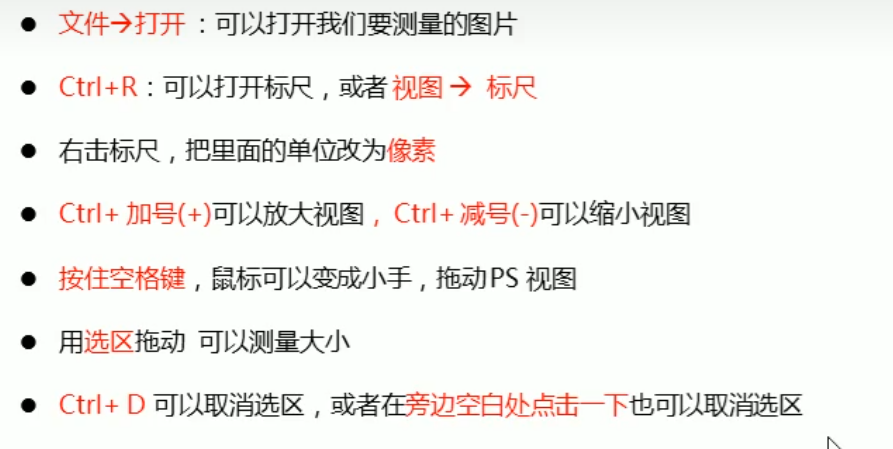 ● 文件→打开 ：可以打开我们要测量的图片
● Ctrl+R：可以打开标尺，或者 视图 → 标尺
● 右击标尺，把里面的单位改为像素
● Ctrl+ 加号(+)可以放大视图，Ctrl+ 减号(-)可以缩小视图
● 按住空格键，鼠标可以变成小手，拖动PS 视图
● 用选区拖动 可以测量大小
● Ctrl+ D 可以取消选区，或者在旁边空白处点击一下也可以取消选区